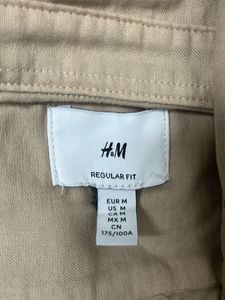 H&M
REGULAR FIT
EUR M
US M
CA M
MX M
CN
175/100A